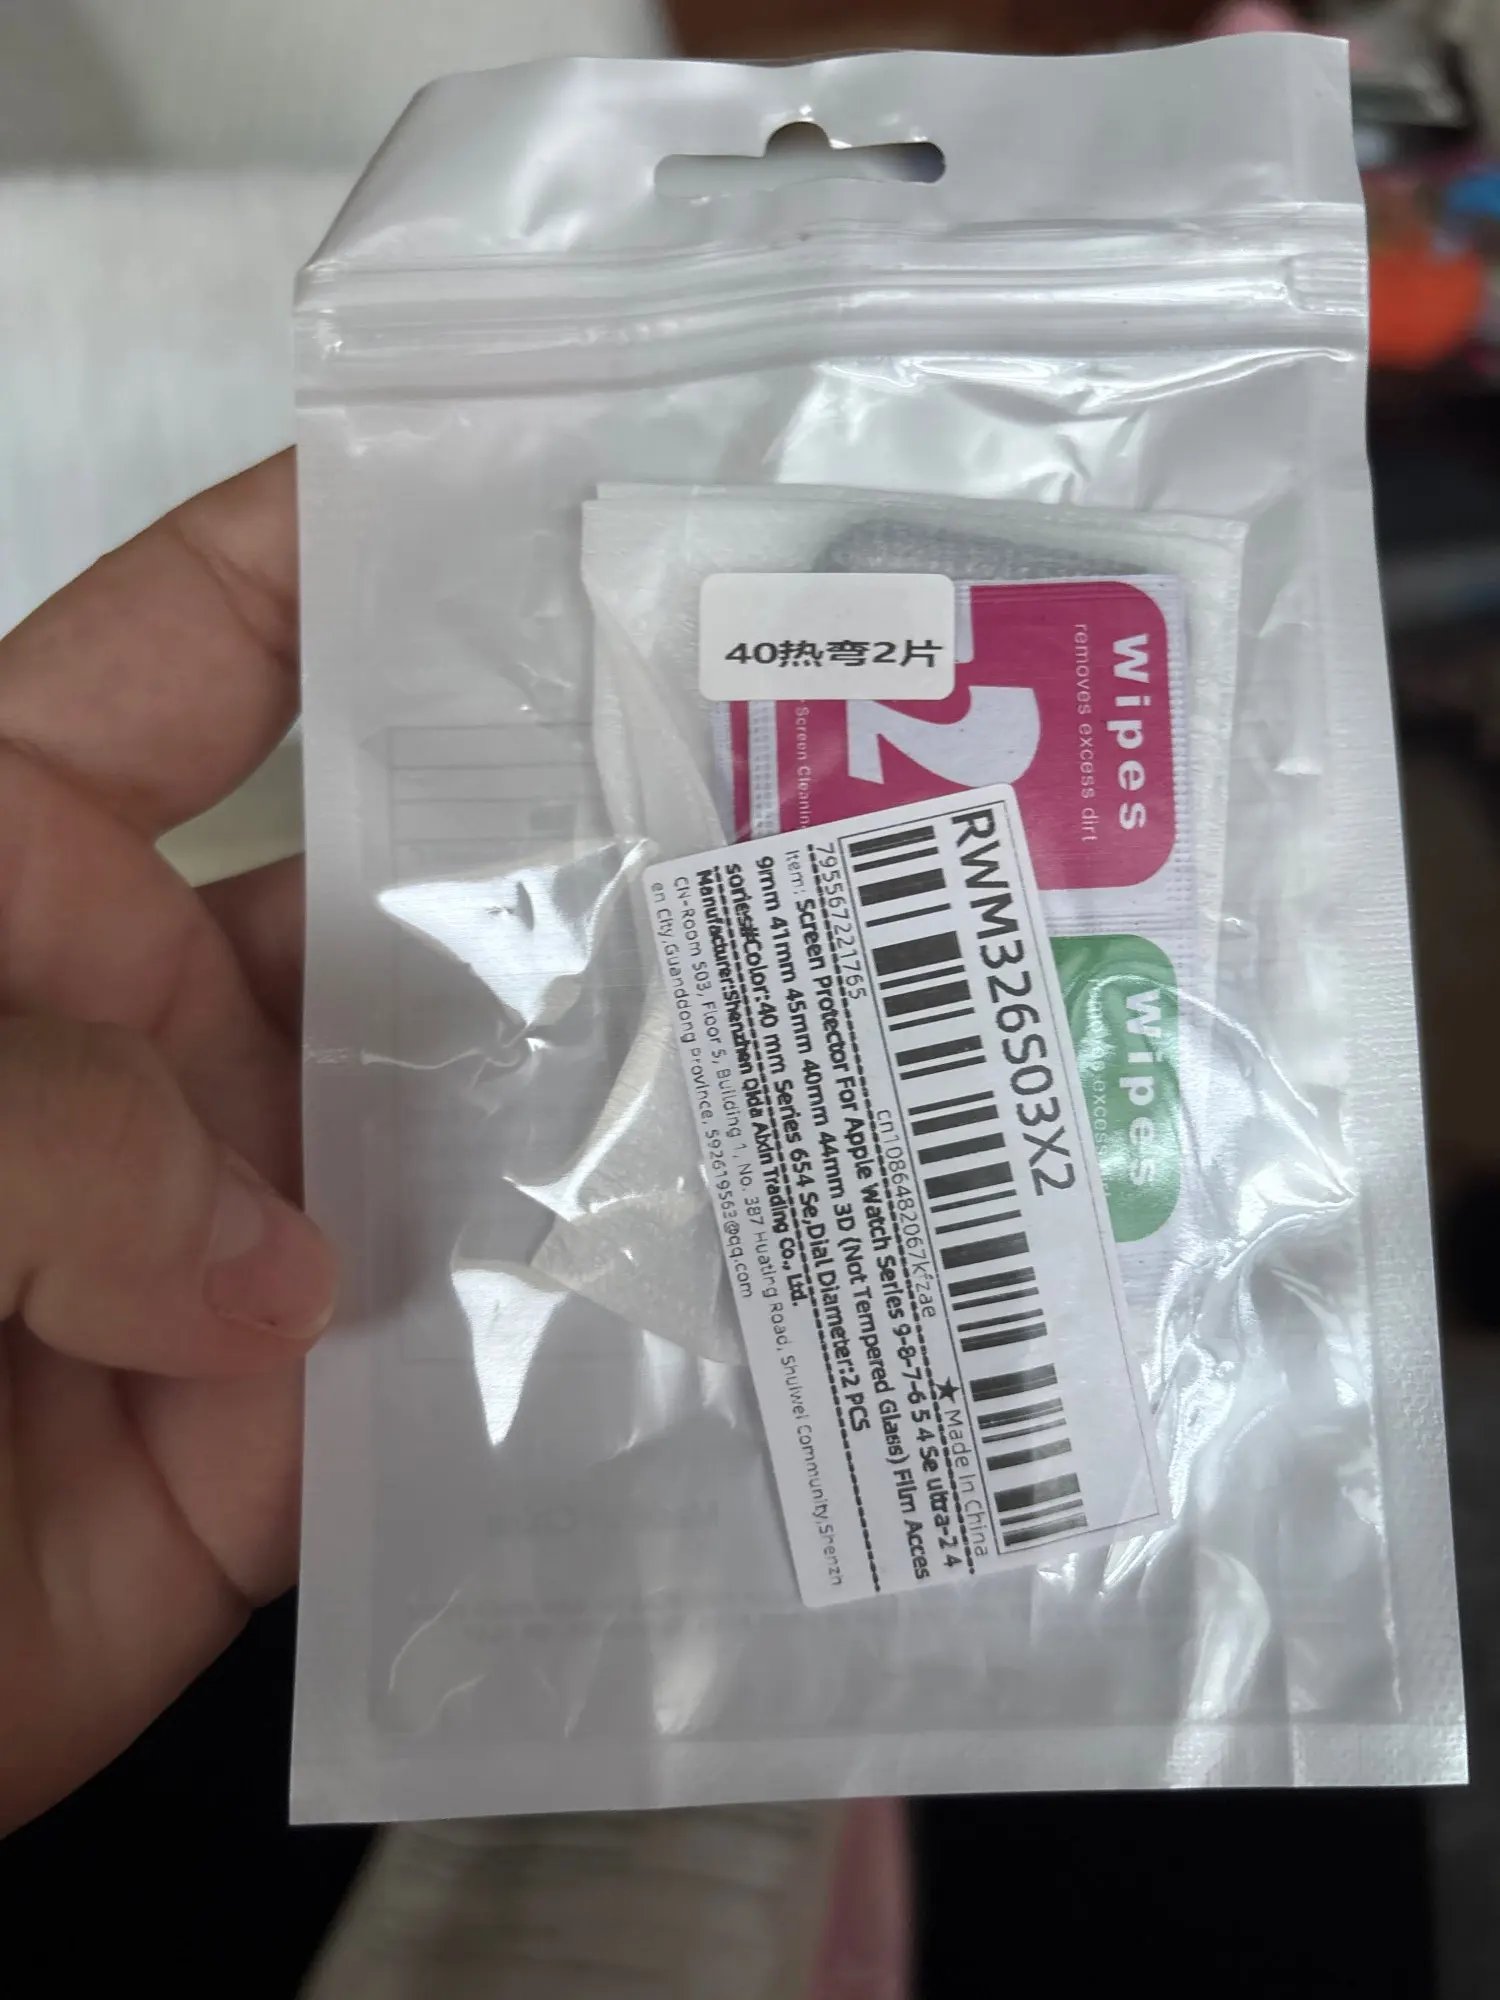 40热弯2片
Wipes
removes excess dirt
2
Screen Cleaning
Wipes
RWM326S03X2
795567221765
cn1086482067kfzae
★ Made In China
Item: Screen Protector For Apple Watch Series 9-8-7-6 5 4 Se ultra-2 4
9mm 41mm 45mm 40mm 44mm 3D (Not Tempered Glass) Film Acces
sories#Color:40 mm Series 654 Se,Dial Diameter:2 PCS
Manufacturer:Shenzhen Qida Aixin Trading Co., Ltd.
CN-Room 503, Floor 5, Building 1, No. 387 Huating Road, Shuiwei Community,Shenzh
en City,Guangdong Province, 592619563@qq.com